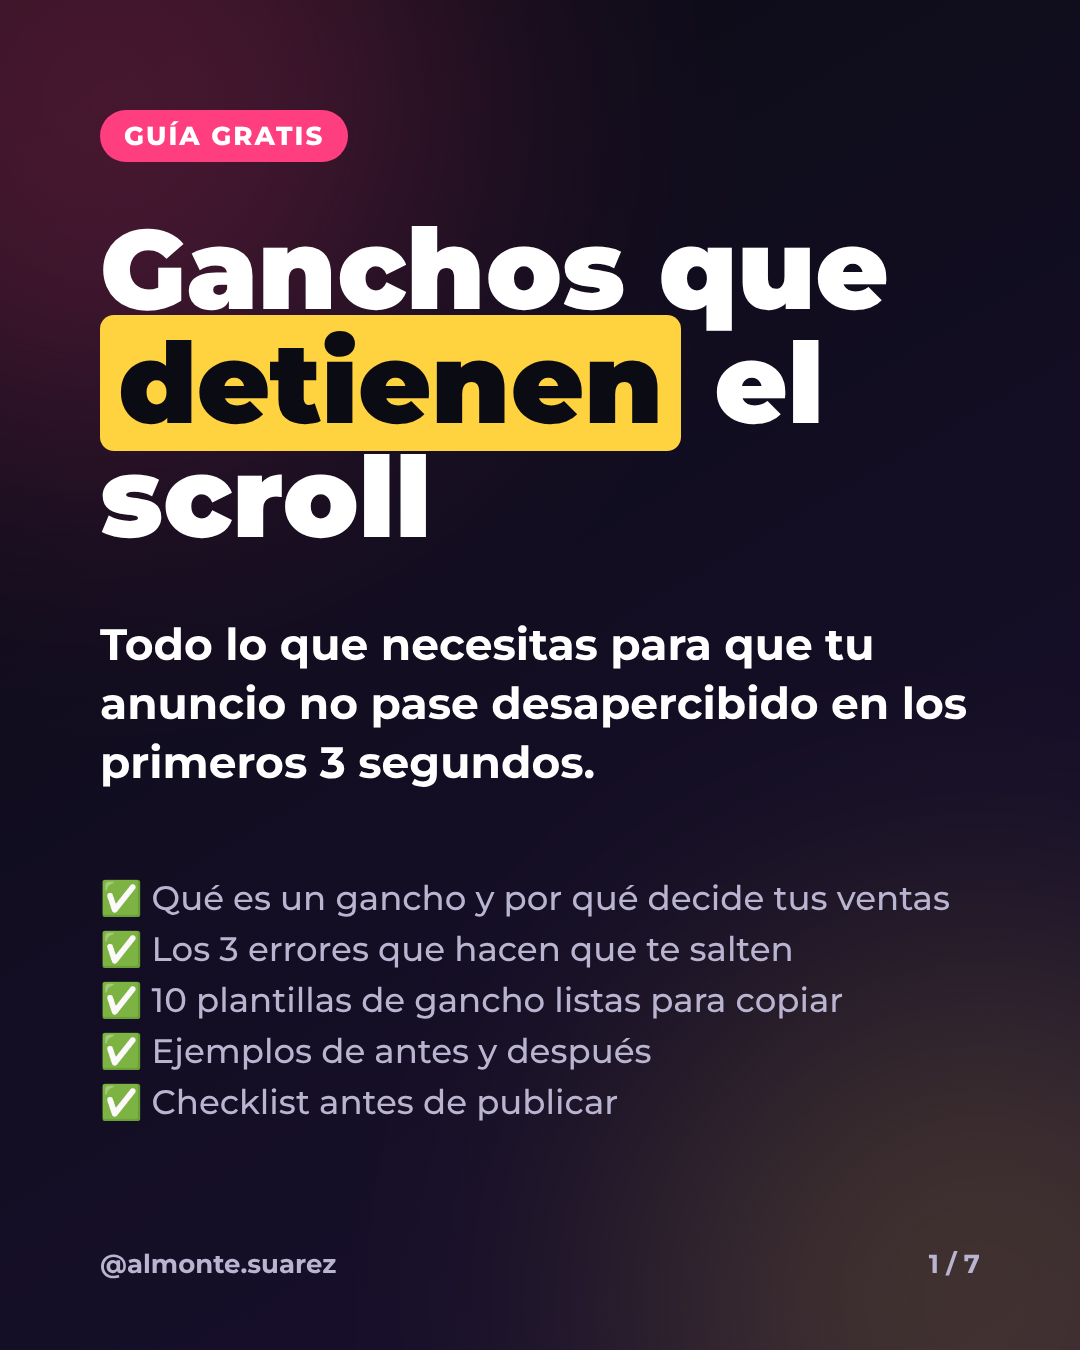 GUÍA GRATIS
Ganchos que
detienen el
scroll
Todo lo que necesitas para que tu
anuncio no pase desapercibido en los
primeros 3 segundos.
✅ Qué es un gancho y por qué decide tus ventas
✅ Los 3 errores que hacen que te salten
✅ 10 plantillas de gancho listas para copiar
✅ Ejemplos de antes y después
✅ Checklist antes de publicar
@almonte.suarez
1 / 7